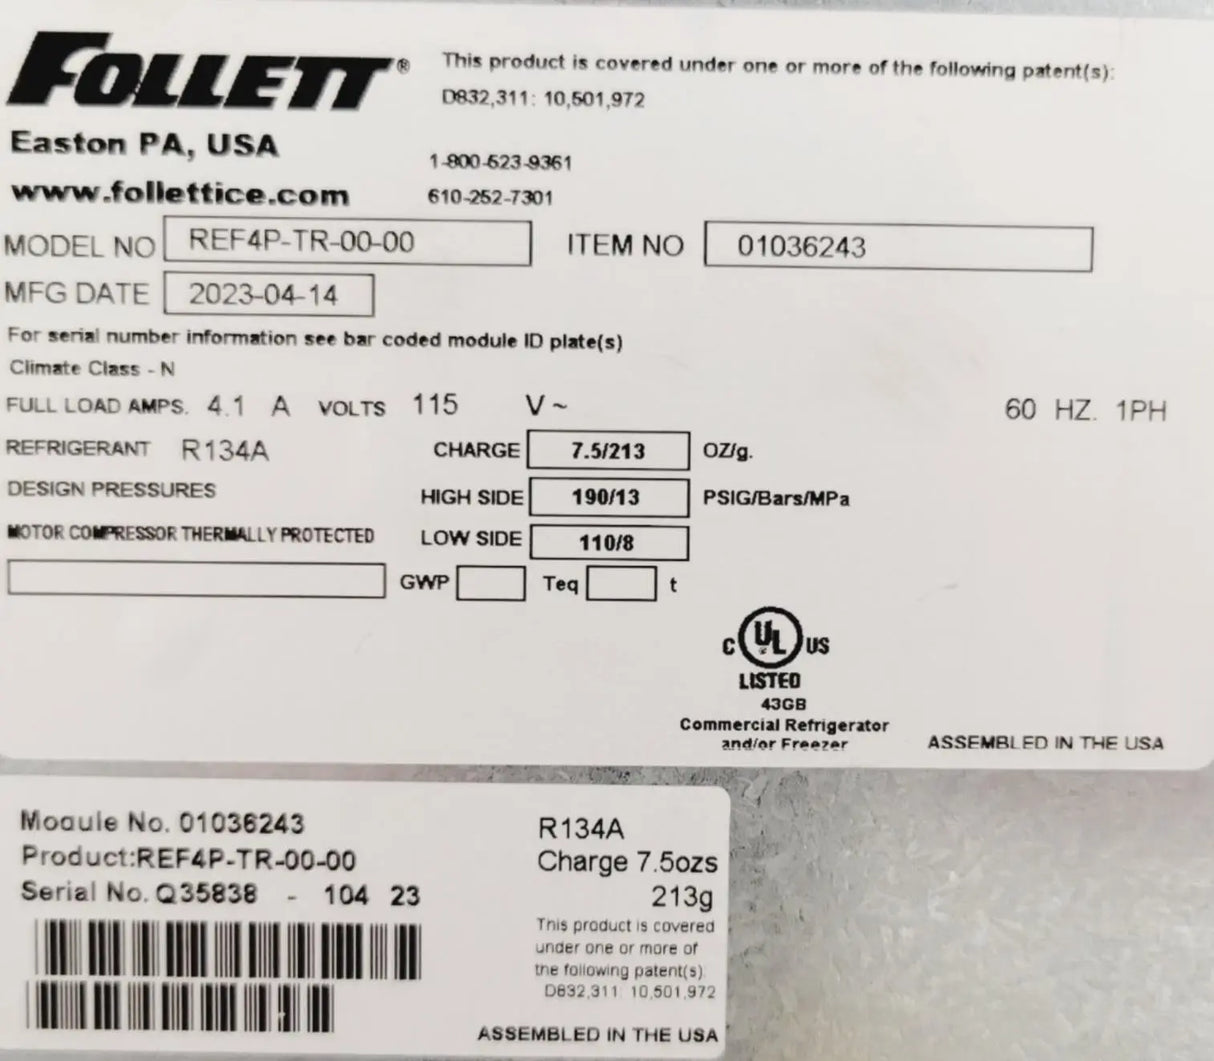 FOLLETT®
This product is covered under one or more of the following patent(s):
D832,311: 10,501,972
Easton PA, USA
1-800-523-9361
www.follettice.com
610-252-7301
MODEL NO REF4P-TR-00-00 ITEM NO 01036243
MFG DATE 2023-04-14
For serial number information see bar coded module ID plate(s)
Climate Class - N
FULL LOAD AMPS. 4.1 A VOLTS 115 V ~ 60 HZ. 1PH
REFRIGERANT R134A CHARGE 7.5/213 OZ/g.
DESIGN PRESSURES HIGH SIDE 190/13 PSIG/Bars/MPa
MOTOR COMPRESSOR THERMALLY PROTECTED LOW SIDE 110/8
GWP Teq t
C UL US
LISTED
43GB
Commercial Refrigerator
and/or Freezer
ASSEMBLED IN THE USA
Module No. 01036243
Product:REF4P-TR-00-00
Serial No. Q35838 - 104 23
R134A
Charge 7.5ozs
213g
This product is covered
under one or more of
the following patent(s):
D832,311: 10,501,972
ASSEMBLED IN THE USA